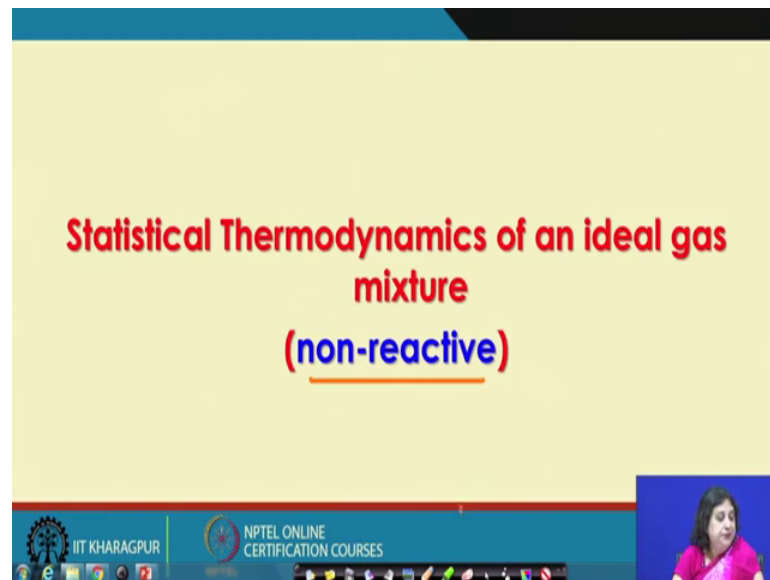 Statistical Thermodynamics of an ideal gas
mixture
(non-reactive)
IIT KHARAGPUR
NPTEL ONLINE
CERTIFICATION COURSES